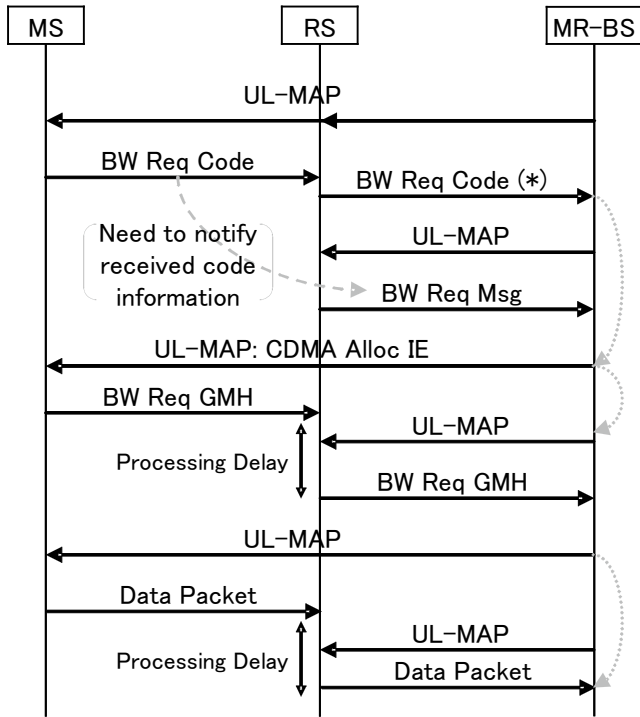 MS
RS
MR-BS
UL-MAP
BW Req Code
BW Req Code (*)
Need to notify
received code
information
UL-MAP
BW Req Msg
UL-MAP: CDMA Alloc IE
BW Req GMH
UL-MAP
Processing Delay
BW Req GMH
UL-MAP
Data Packet
UL-MAP
Processing Delay
Data Packet